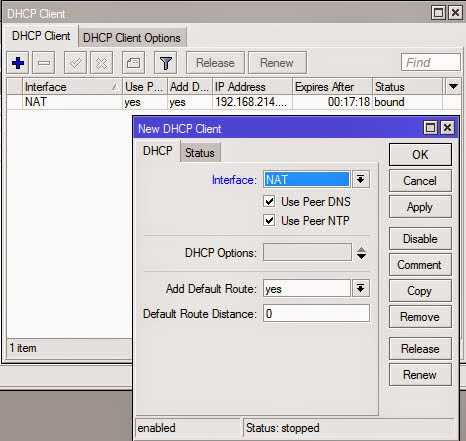 DHCP Client
DHCP Client DHCP Client Options
Release Renew Find
Interface Use P... Add D... IP Address Expires After Status
NAT yes yes 192.168.214.... 00:17:18 bound
New DHCP Client
DHCP Status
OK
Interface: NAT
Cancel
Use Peer DNS
Apply
Use Peer NTP
Disable
DHCP Options:
Comment
Add Default Route: yes
Copy
Default Route Distance: 0
Remove
1 item
Release
Renew
enabled Status: stopped